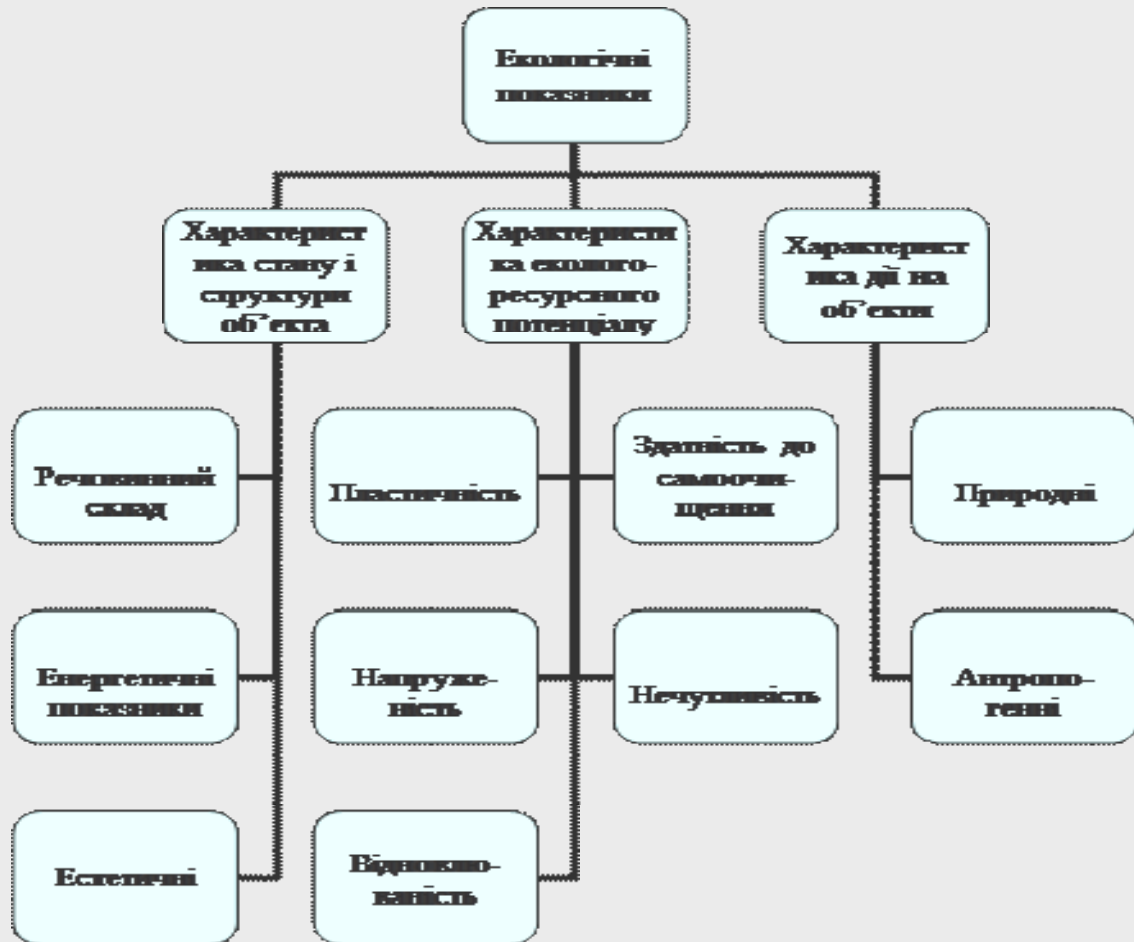 Екологічні
показники
Характерист
ика стану і
структури
об'єкта
Характеристи
ка еколого-
ресурсного
потенціалу
Характерист
ика дії на
об'єкти
Речовинний
склад
Пластичність
Здатність до
самоочи-
щення
Природні
Енергетичні
показники
Напруже-
ність
Нечутливість
Антропо-
генні
Естетичні
Відновлю-
ваність